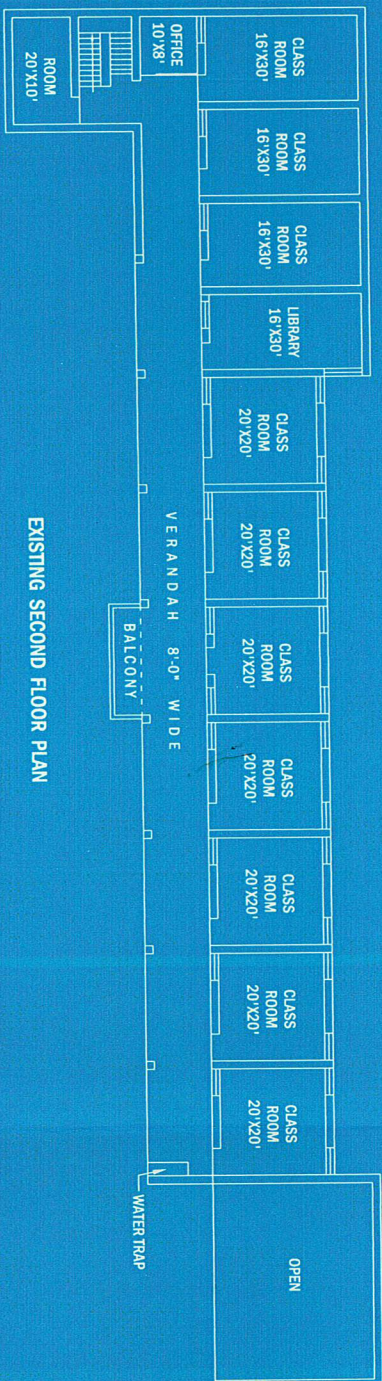 OFFICE
10'X8'
CLASS
ROOM
16'X30'
CLASS
ROOM
16'X30'
CLASS
ROOM
16'X30'
LIBRARY
16'X30'
CLASS
ROOM
20'X20'
CLASS
ROOM
20'X20'
CLASS
ROOM
20'X20'
CLASS
ROOM
20'X20'
CLASS
ROOM
20'X20'
CLASS
ROOM
20'X20'
CLASS
ROOM
20'X20'
OPEN
ROOM
20'X10'
VERANDAH 8'-0" WIDE
BALCONY
WATER TRAP
EXISTING SECOND FLOOR PLAN